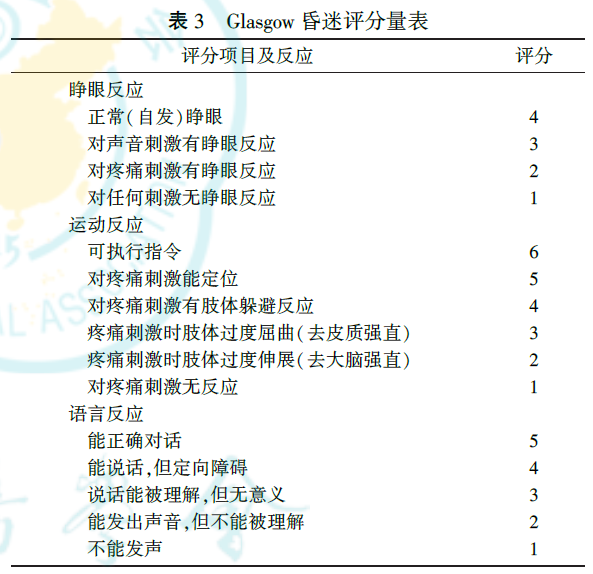 表 3 Glasgow 昏迷评分量表
评分项目及反应 评分
睁眼反应
正常(自发)睁眼 4
对声音刺激有睁眼反应 3
对疼痛刺激有睁眼反应 2
对任何刺激无睁眼反应 1
运动反应
可执行指令 6
对疼痛刺激能定位 5
对疼痛刺激有肢体躲避反应 4
疼痛刺激时肢体过度屈曲(去皮质强直) 3
疼痛刺激时肢体过度伸展(去大脑强直) 2
对疼痛刺激无反应 1
语言反应
能正确对话 5
能说话,但定向障碍 4
说话能被理解,但无意义 3
能发出声音,但不能被理解 2
不能发声 1